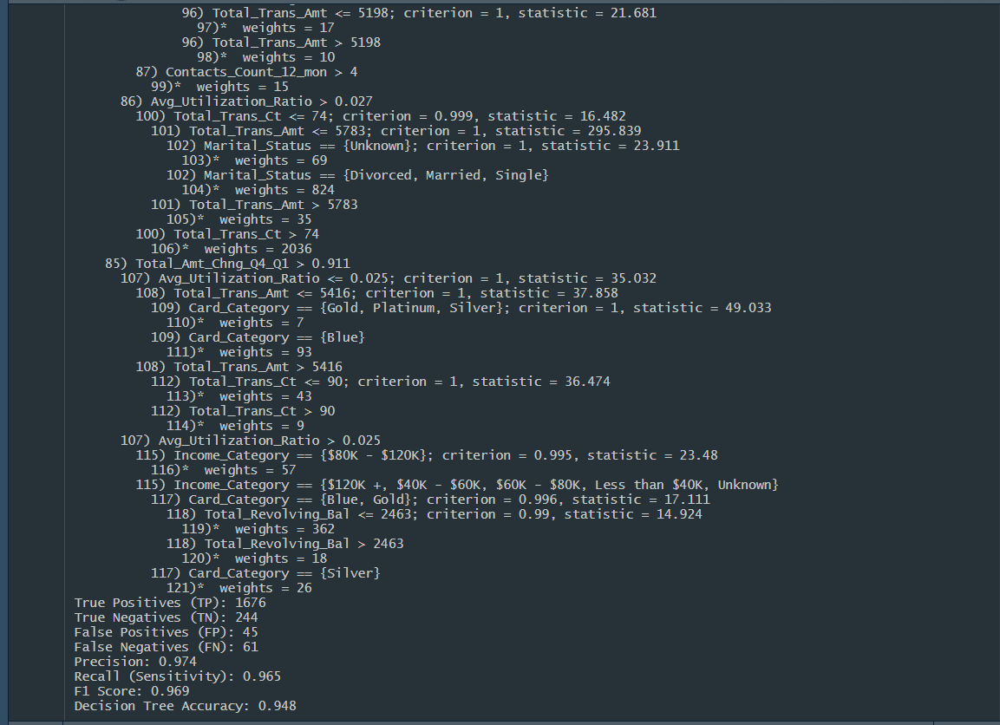 96) Total_Trans_Amt <= 5198; criterion = 1, statistic = 21.681
97)*  weights = 17
96) Total_Trans_Amt > 5198
98)*  weights = 10
87) Contacts_Count_12_mon > 4
99)*  weights = 15
86) Avg_Utilization_Ratio > 0.027
100) Total_Trans_Ct <= 74; criterion = 0.999, statistic = 16.482
101) Total_Trans_Amt <= 5783; criterion = 1, statistic = 295.839
102) Marital_Status == {Unknown}; criterion = 1, statistic = 23.911
103)*  weights = 69
102) Marital_Status == {Divorced, Married, Single}
104)*  weights = 824
101) Total_Trans_Amt > 5783
105)*  weights = 35
100) Total_Trans_Ct > 74
106)*  weights = 2036
85) Total_Amt_Chng_Q4_Q1 > 0.911
107) Avg_Utilization_Ratio <= 0.025; criterion = 1, statistic = 35.032
108) Total_Trans_Amt <= 5416; criterion = 1, statistic = 37.858
109) Card_Category == {Gold, Platinum, Silver}; criterion = 1, statistic = 49.033
110)*  weights = 7
109) Card_Category == {Blue}
111)*  weights = 93
108) Total_Trans_Amt > 5416
112) Total_Trans_Ct <= 90; criterion = 1, statistic = 36.474
113)*  weights = 43
112) Total_Trans_Ct > 90
114)*  weights = 9
107) Avg_Utilization_Ratio > 0.025
115) Income_Category == {$80K - $120K}; criterion = 0.995, statistic = 23.48
116)*  weights = 57
115) Income_Category == {$120K +, $40K - $60K, $60K - $80K, Less than $40K, Unknown}
117) Card_Category == {Blue, Gold}; criterion = 0.996, statistic = 17.111
118) Total_Revolving_Bal <= 2463; criterion = 0.99, statistic = 14.924
119)*  weights = 362
118) Total_Revolving_Bal > 2463
120)*  weights = 18
117) Card_Category == {Silver}
121)*  weights = 26
True Positives (TP): 1676
True Negatives (TN): 244
False Positives (FP): 45
False Negatives (FN): 61
Precision: 0.974
Recall (Sensitivity): 0.965
F1 Score: 0.969
Decision Tree Accuracy: 0.948